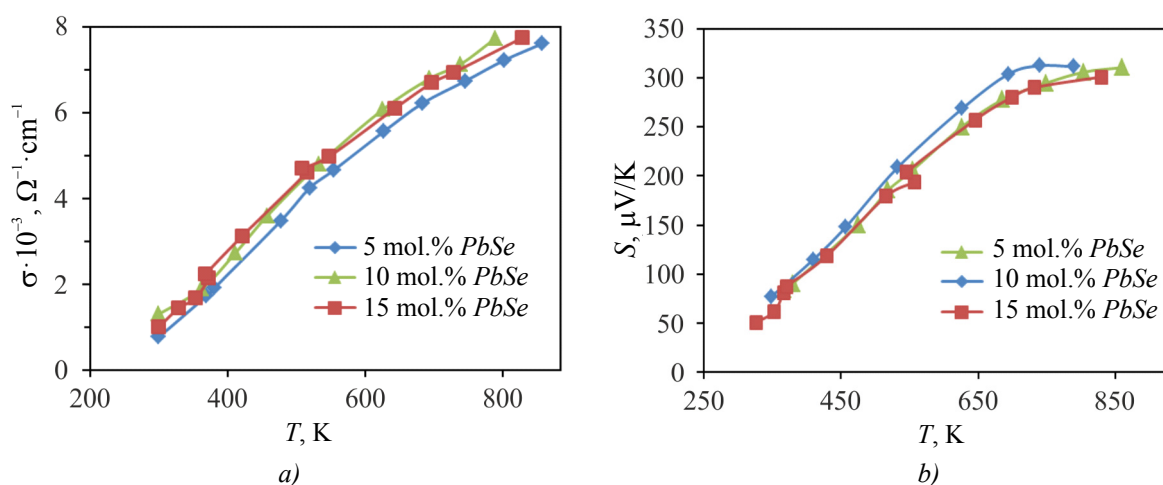 8
6
4
2
0
200
400
600
800
σ·10⁻³, Ω⁻¹·cm⁻¹
T, K
5 mol.% PbSe
10 mol.% PbSe
15 mol.% PbSe
a)
350
300
250
200
150
100
50
0
250
450
650
850
S, μV/K
T, K
5 mol.% PbSe
10 mol.% PbSe
15 mol.% PbSe
b)